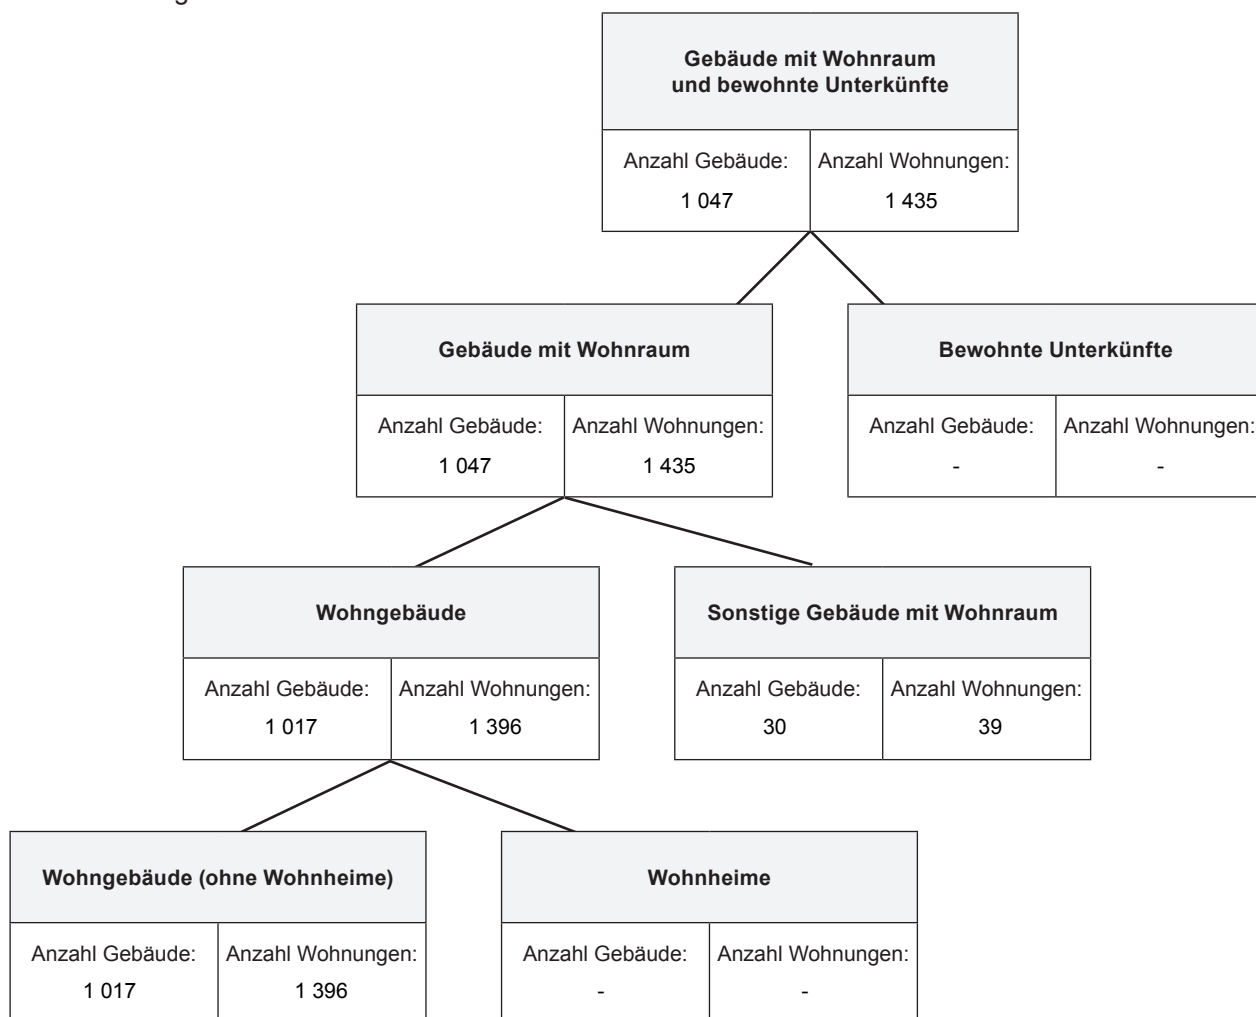 Gebäude mit Wohnraum
und bewohnte Unterkünfte
Anzahl Gebäude: Anzahl Wohnungen:
1 047 1 435
Gebäude mit Wohnraum
Anzahl Gebäude: Anzahl Wohnungen:
1 047 1 435
Bewohnte Unterkünfte
Anzahl Gebäude: Anzahl Wohnungen:
- -
Wohngebäude
Anzahl Gebäude: Anzahl Wohnungen:
1 017 1 396
Sonstige Gebäude mit Wohnraum
Anzahl Gebäude: Anzahl Wohnungen:
30 39
Wohngebäude (ohne Wohnheime)
Anzahl Gebäude: Anzahl Wohnungen:
1 017 1 396
Wohnheime
Anzahl Gebäude: Anzahl Wohnungen:
- -